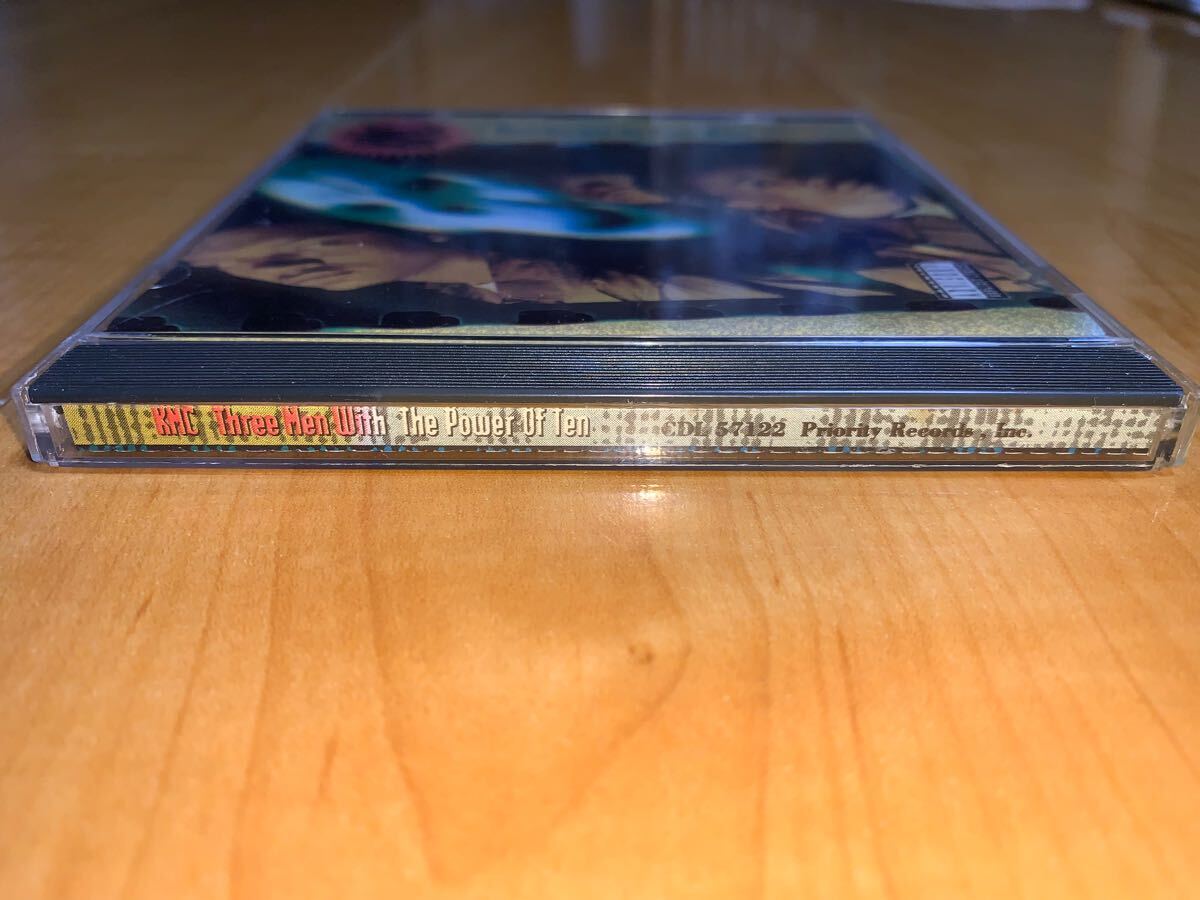 KMC Three Men With The Power Of Ten CDL 57122 Priority Records, Inc.